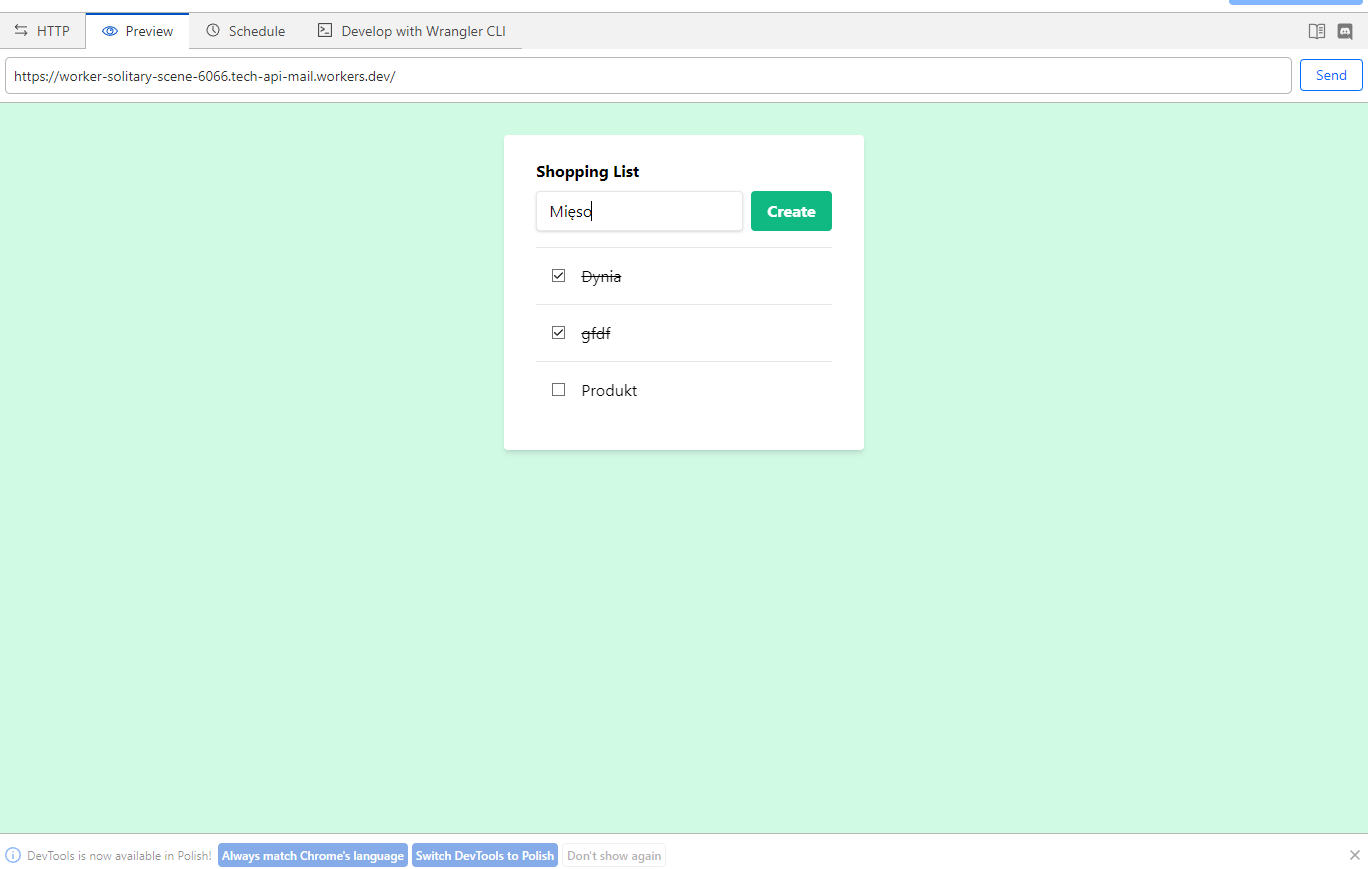 HTTP Preview Schedule Develop with Wrangler CLI
https://worker-solitary-scene-6066.tech-api-mail.workers.dev/ Send
Shopping List
Mięso Create
Dynia
gfdf
Produkt
DevTools is now available in Polish! Always match Chrome's language Switch DevTools to Polish Don't show again